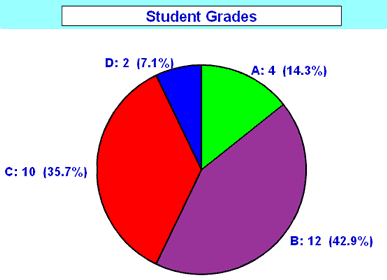 Student Grades
D: 2 (7.1%)
A: 4 (14.3%)
C: 10 (35.7%)
B: 12 (42.9%)